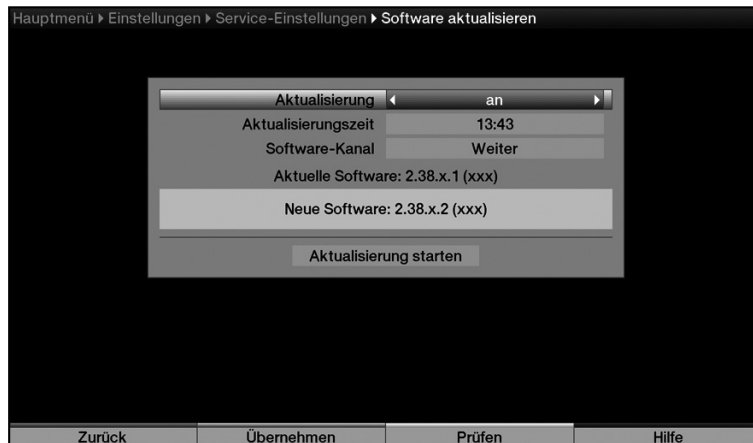 Hauptmenü ▸ Einstellungen ▸ Service-Einstellungen ▸ Software aktualisieren
Aktualisierung an
Aktualisierungszeit 13:43
Software-Kanal Weiter
Aktuelle Software: 2.38.x.1 (xxx)
Neue Software: 2.38.x.2 (xxx)
Aktualisierung starten
Zurück Übernehmen Prüfen Hilfe